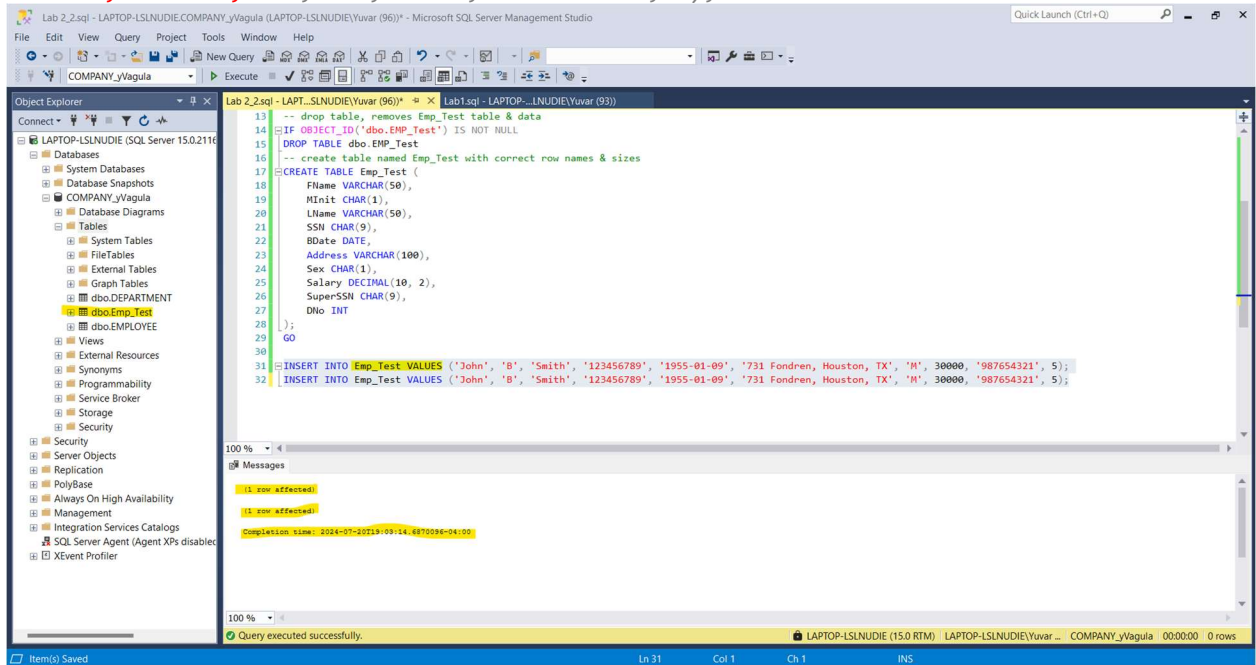 Lab 2_2.sql - LAPTOP-LSLNUDIE.COMPANY_yVagula (LAPTOP-LSLNUDIE\Yuvar (96))* - Microsoft SQL Server Management Studio
Quick Launch (Ctrl+Q)
File Edit View Query Project Tools Window Help
New Query
COMPANY_yVagula Execute
Object Explorer
Connect
LAPTOP-LSLNUDIE (SQL Server 15.0.2116
Databases
System Databases
Database Snapshots
COMPANY_yVagula
Database Diagrams
Tables
System Tables
FileTables
External Tables
Graph Tables
dbo.DEPARTMENT
dbo.Emp_Test
dbo.EMPLOYEE
Views
External Resources
Synonyms
Programmability
Service Broker
Storage
Security
Security
Server Objects
Replication
PolyBase
Always On High Availability
Management
Integration Services Catalogs
SQL Server Agent (Agent XPs disabled
XEvent Profiler
Lab 2_2.sql - LAPT...SLNUDIE\Yuvar (96))* Lab1.sql - LAPTOP-...LNUDIE\Yuvar (93))
13 -- drop table, removes Emp_Test table & data
14 IF OBJECT_ID('dbo.EMP_Test') IS NOT NULL
15 DROP TABLE dbo.EMP_Test
16 -- create table named Emp_Test with correct row names & sizes
17 CREATE TABLE Emp_Test (
18 FName VARCHAR(50),
19 MInit CHAR(1),
20 LName VARCHAR(50),
21 SSN CHAR(9),
22 BDate DATE,
23 Address VARCHAR(100),
24 Sex CHAR(1),
25 Salary DECIMAL(10, 2),
26 SuperSSN CHAR(9),
27 DNo INT
28 );
29 GO
30
31 INSERT INTO Emp_Test VALUES ('John', 'B', 'Smith', '123456789', '1955-01-09', '731 Fondren, Houston, TX', 'M', 30000, '987654321', 5);
32 INSERT INTO Emp_Test VALUES ('John', 'B', 'Smith', '123456789', '1955-01-09', '731 Fondren, Houston, TX', 'M', 30000, '987654321', 5);
100 %
Messages
(1 row affected)
(1 row affected)
Completion time: 2024-07-20T19:03:14.6870096-04:00
100 %
Query executed successfully. LAPTOP-LSLNUDIE (15.0 RTM) LAPTOP-LSLNUDIE\Yuvar ... COMPANY_yVagula 00:00:00 0 rows
Item(s) Saved Ln 31 Col 1 Ch 1 INS